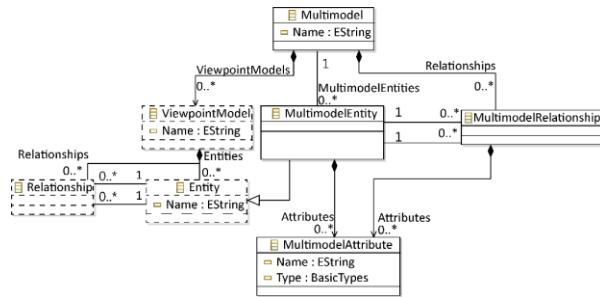 Multimodel
Name : EString
ViewpointModels
0..*
1
MultimodelEntities
0..*
Relationships
0..*
ViewpointModel
Name : EString
MultimodelEntity
1
0..*
1
0..*
MultimodelRelationship
Relationships
0..*
Entities
0..*
Relationship
0..*
1
0..*
1
Entity
Name : EString
Attributes
0..*
Attributes
0..*
MultimodelAttribute
Name : EString
Type : BasicTypes